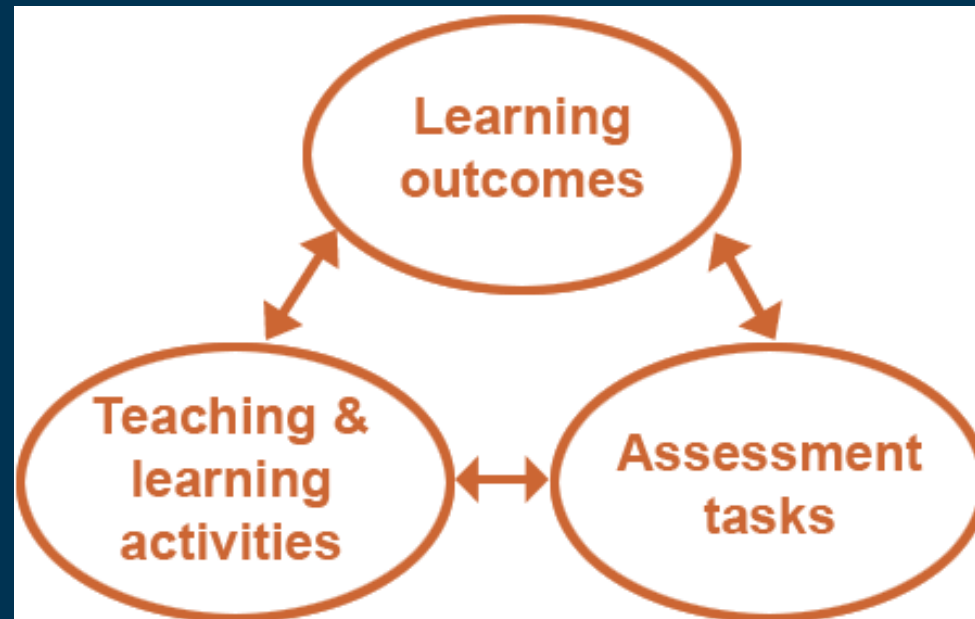 Learning
outcomes
Teaching &
learning
activities
Assessment
tasks